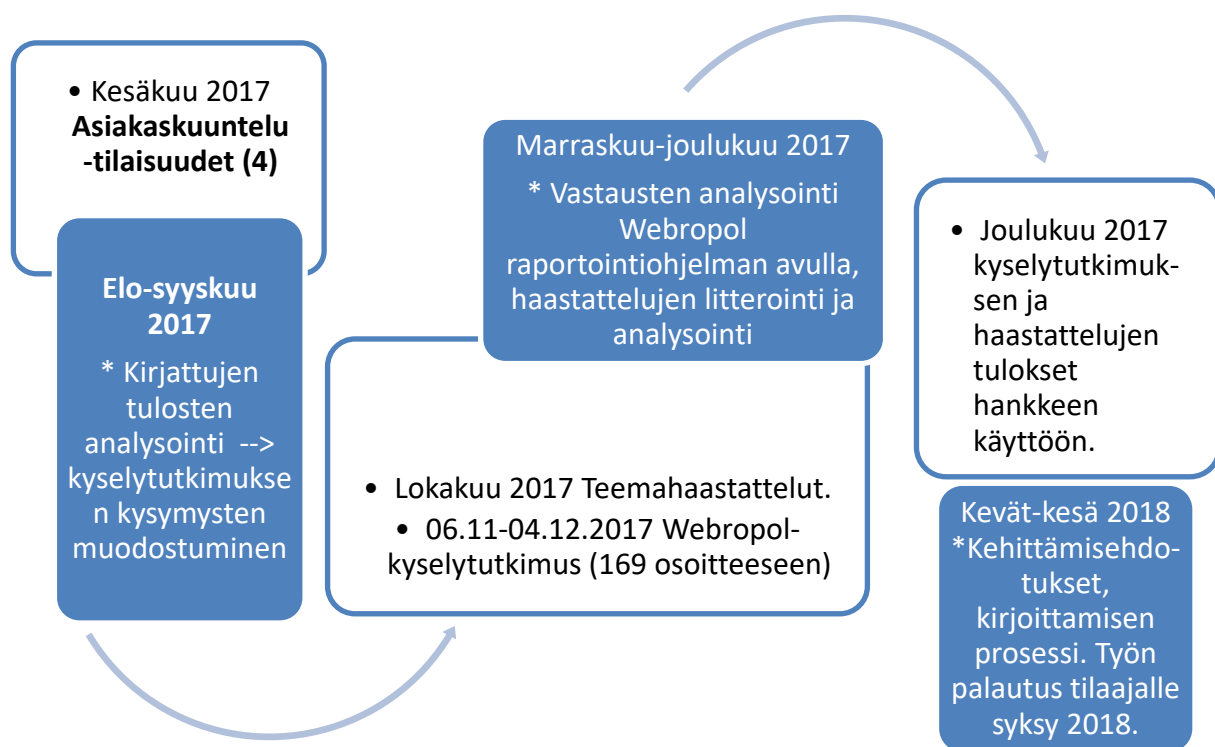 • Kesäkuu 2017
Asiakaskuuntelu
-tilaisuudet (4)
Elo-syyskuu
2017
* Kirjattujen
tulosten
analysointi -->
kyselytutkimukse
n kysymysten
muodostuminen
• Lokakuu 2017 Teemahaastattelut.
• 06.11-04.12.2017 Webropol-
kyselytutkimus (169 osoitteeseen)
Marraskuu-joulukuu 2017
* Vastausten analysointi
Webropol
raportointiohjelman avulla,
haastattelujen litterointi ja
analysointi
• Joulukuu 2017
kyselytutkimuk-
sen ja
haastattelujen
tulokset
hankkeen
käyttöön.
Kevät-kesä 2018
*Kehittämisehdo-
tukset,
kirjoittamisen
prosessi. Työn
palautus tilaajalle
syksy 2018.